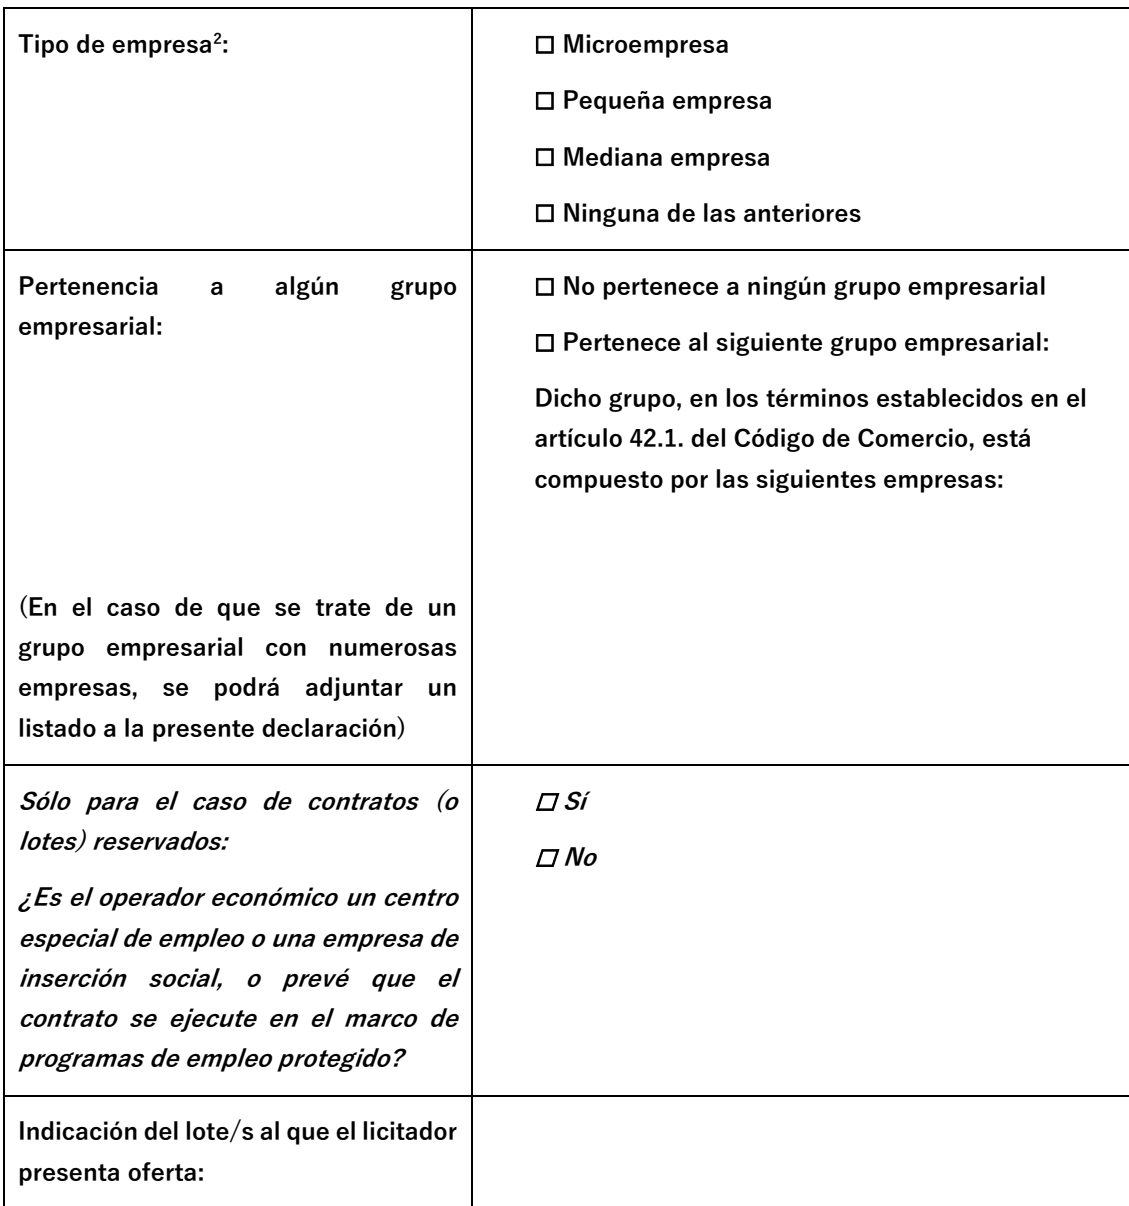 Tipo de empresa²:
☐ Microempresa
☐ Pequeña empresa
☐ Mediana empresa
☐ Ninguna de las anteriores
Pertenencia a algún grupo
empresarial:
(En el caso de que se trate de un
grupo empresarial con numerosas
empresas, se podrá adjuntar un
listado a la presente declaración)
☐ No pertenece a ningún grupo empresarial
☐ Pertenece al siguiente grupo empresarial:
Dicho grupo, en los términos establecidos en el
artículo 42.1. del Código de Comercio, está
compuesto por las siguientes empresas:
Sólo para el caso de contratos (o
lotes) reservados:
¿Es el operador económico un centro
especial de empleo o una empresa de
inserción social, o prevé que el
contrato se ejecute en el marco de
programas de empleo protegido?
☐ Sí
☐ No
Indicación del lote/s al que el licitador
presenta oferta: